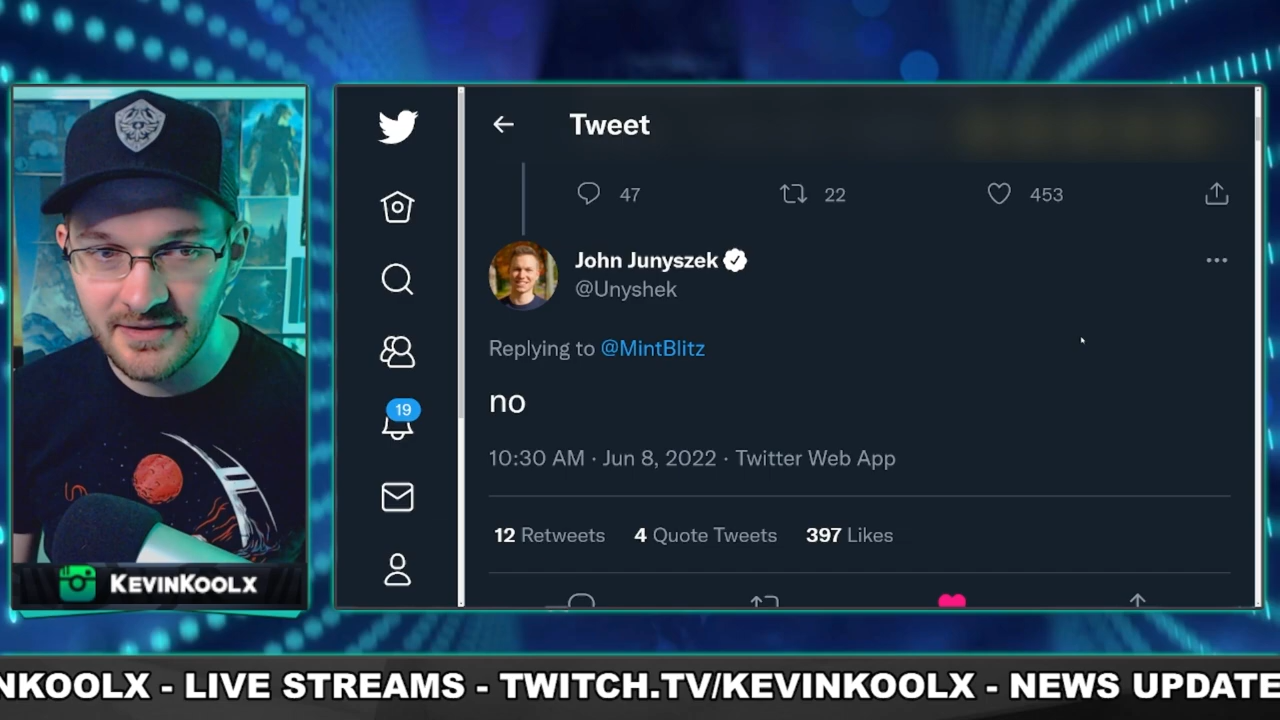 Tweet
47 22 453
John Junyszek
@Unyshek
Replying to @MintBlitz
no
19
10:30 AM · Jun 8, 2022 · Twitter Web App
12 Retweets 4 Quote Tweets 397 Likes
KEVINKOOLX
NKOOLX - LIVE STREAMS - TWITCH.TV/KEVINKOOLX - NEWS UPDATE